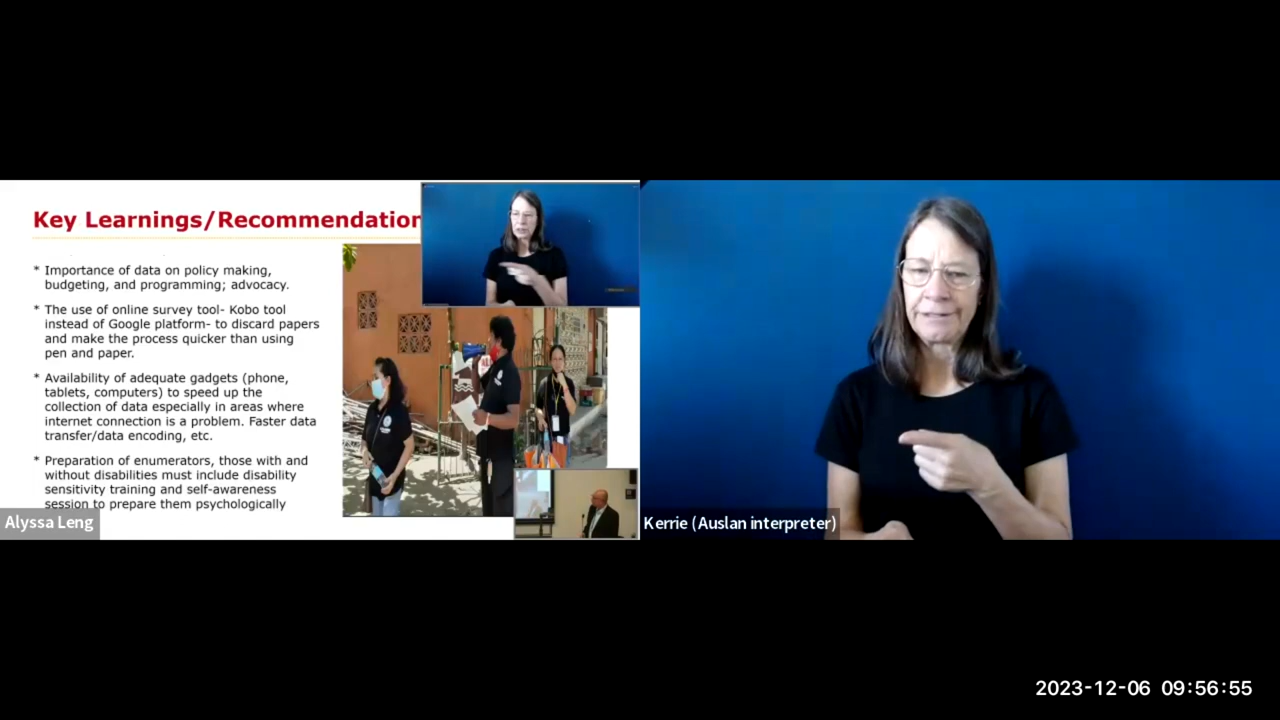 Key Learnings/Recommendation
* Importance of data on policy making,
budgeting, and programming; advocacy.
* The use of online survey tool- Kobo tool
instead of Google platform- to discard papers
and make the process quicker than using
pen and paper.
* Availability of adequate gadgets (phone,
tablets, computers) to speed up the
collection of data especially in areas where
internet connection is a problem. Faster data
transfer/data encoding, etc.
* Preparation of enumerators, those with and
without disabilities must include disability
sensitivity training and self-awareness
session to prepare them psychologically
Alyssa Leng
Kerrie (Auslan interpreter)
2023-12-06 09:56:55